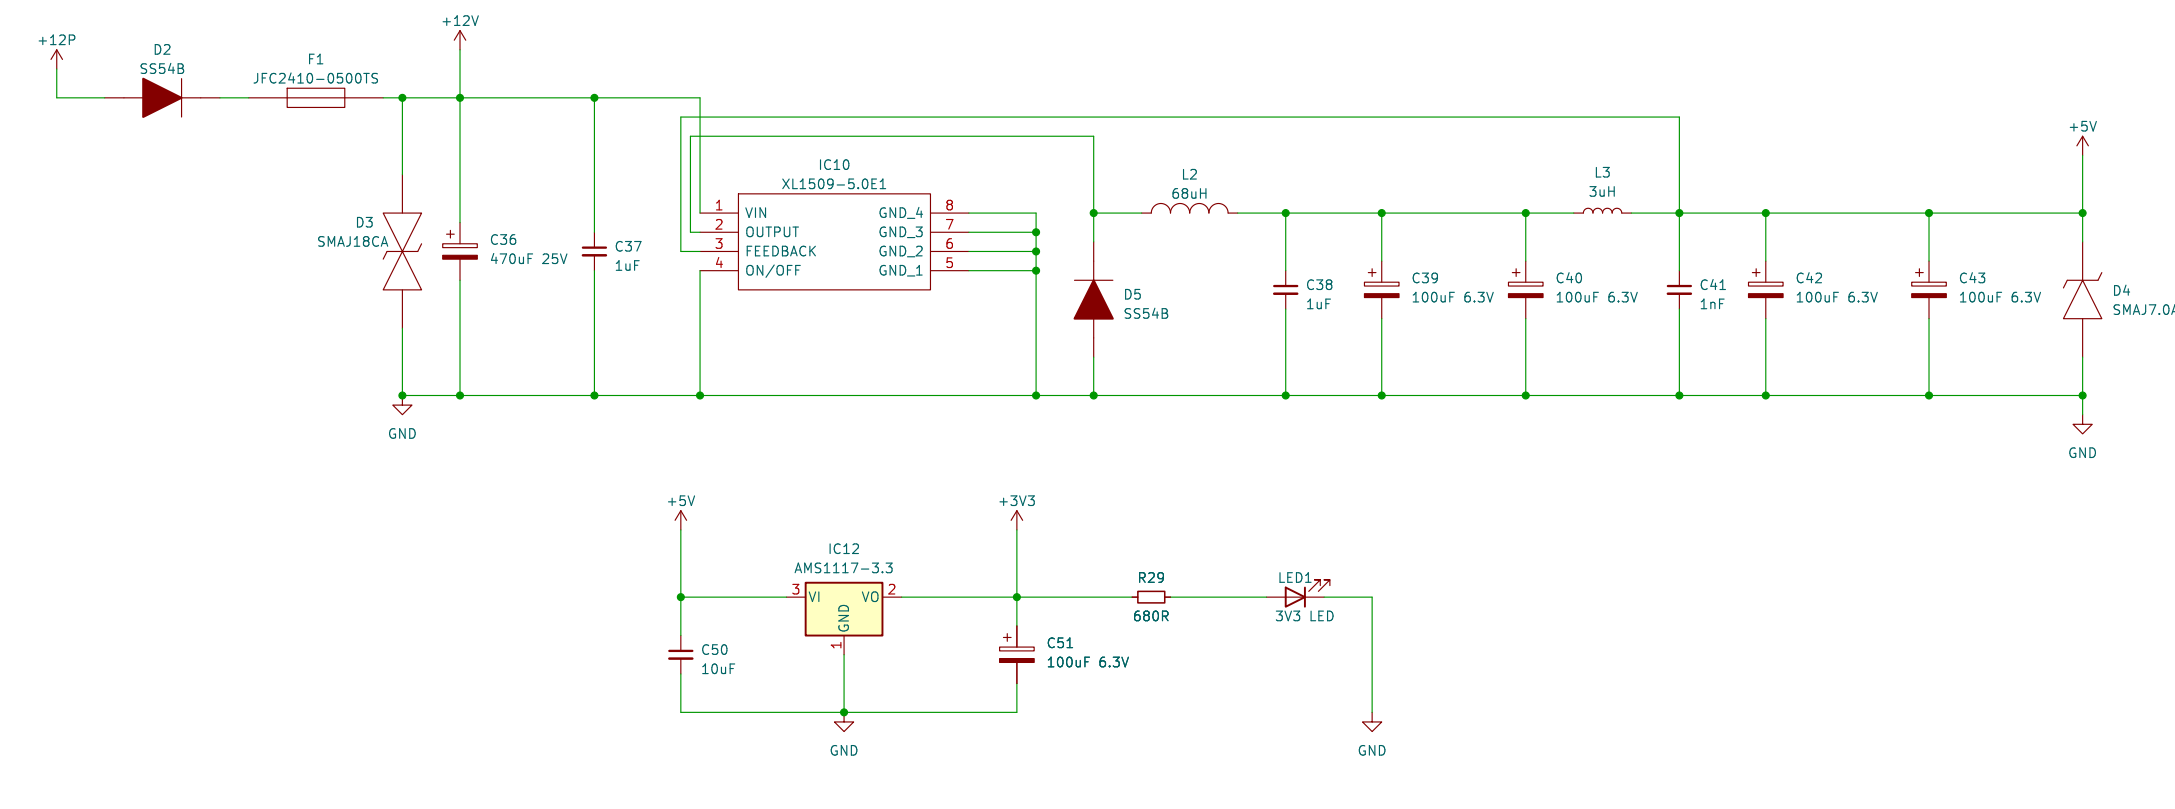 +12P
D2
SS54B
F1
JFC2410-0500TS
+12V
D3
SMAJ18CA
C36
470uF 25V
C37
1uF
IC10
XL1509-5.0E1
1
VIN
GND_4
8
2
OUTPUT
GND_3
7
3
FEEDBACK
GND_2
6
4
ON/OFF
GND_1
5
D5
SS54B
L2
68uH
C38
1uF
C39
100uF 6.3V
C40
100uF 6.3V
L3
3uH
C41
1nF
C42
100uF 6.3V
C43
100uF 6.3V
+5V
D4
SMAJ7.0A
GND
GND
+5V
C50
10uF
IC12
AMS1117-3.3
3
VI
VO
2
GND
1
+3V3
C51
100uF 6.3V
R29
680R
LED1
3V3 LED
GND
GND